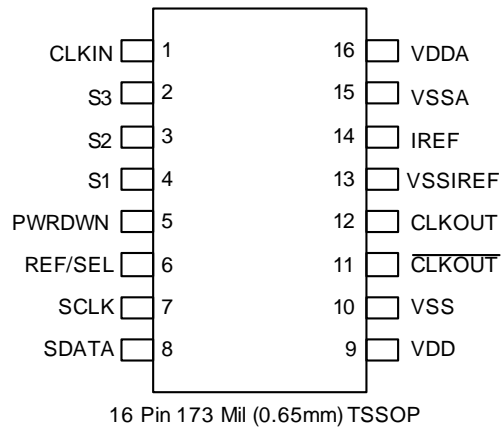 CLKIN 1 16 VDDA
S3 2 15 VSSA
S2 3 14 IREF
S1 4 13 VSSIREF
PWRDWN 5 12 CLKOUT
REF/SEL 6 11 CLKOUT
SCLK 7 10 VSS
SDATA 8 9 VDD
16 Pin 173 Mil (0.65mm) TSSOP